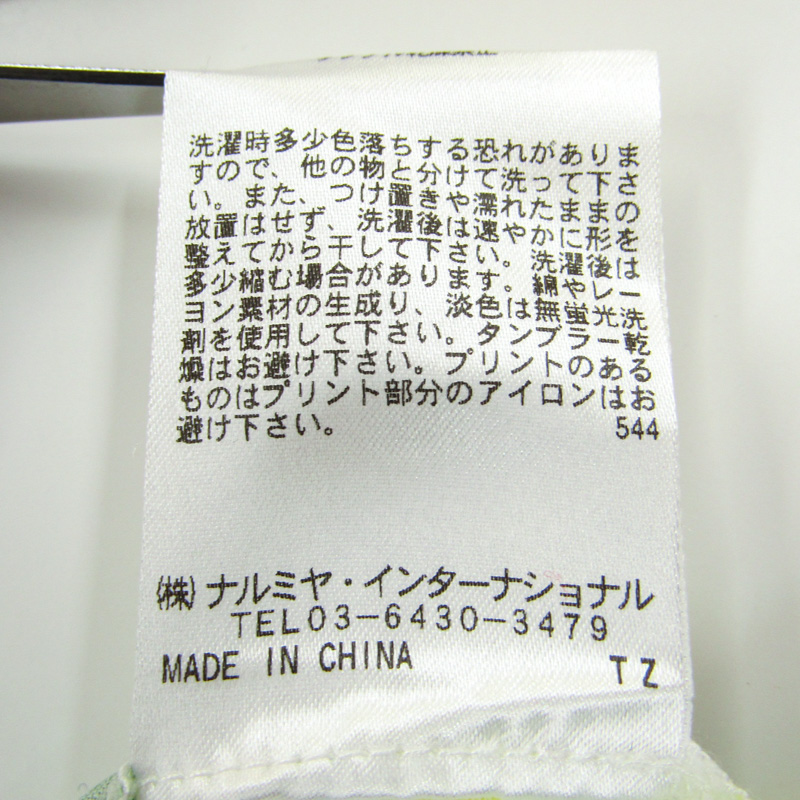 洗濯時多少色落ちする恐れがありま
すので、他の物と分けて洗って下さ
い。また、つけ置きや濡れたままの
放置はせず、洗濯後は速やかに形を
整えてから干して下さい。洗濯後は
多少縮む場合があります。綿やレー
ヨン素材の生成り、淡色は無蛍光洗
剤を使用して下さい。タンブラー乾
燥はお避け下さい。プリントのある
ものはプリント部分のアイロンはお
避け下さい。 544
㈱ナルミヤ・インターナショナル
TEL03-6430-3479
MADE IN CHINA TZ